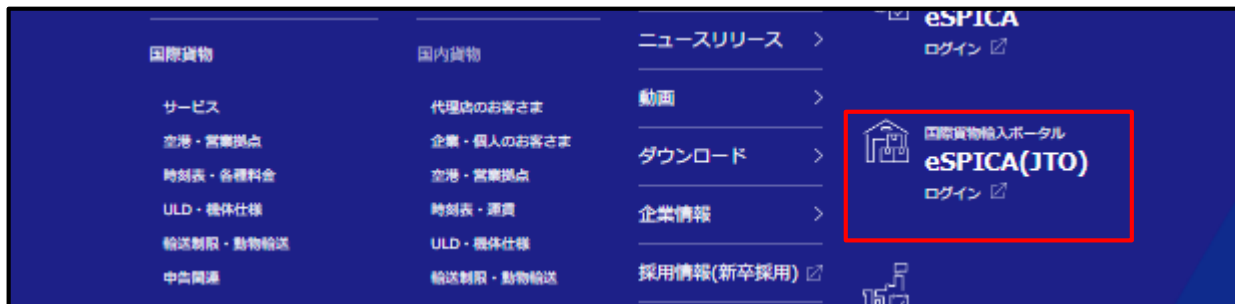 国際貨物
サービス
空港・営業拠点
時刻表・各種料金
ULD・機体仕様
輸送制限・動物輸送
申告関連
国内貨物
代理店のお客さま
企業・個人のお客さま
空港・営業拠点
時刻表・運賃
ULD・機体仕様
輸送制限・動物輸送
ニュースリリース
動画
ダウンロード
企業情報
採用情報(新卒採用)
eSPICA
ログイン
国際貨物輸入ポータル
eSPICA(JTO)
ログイン